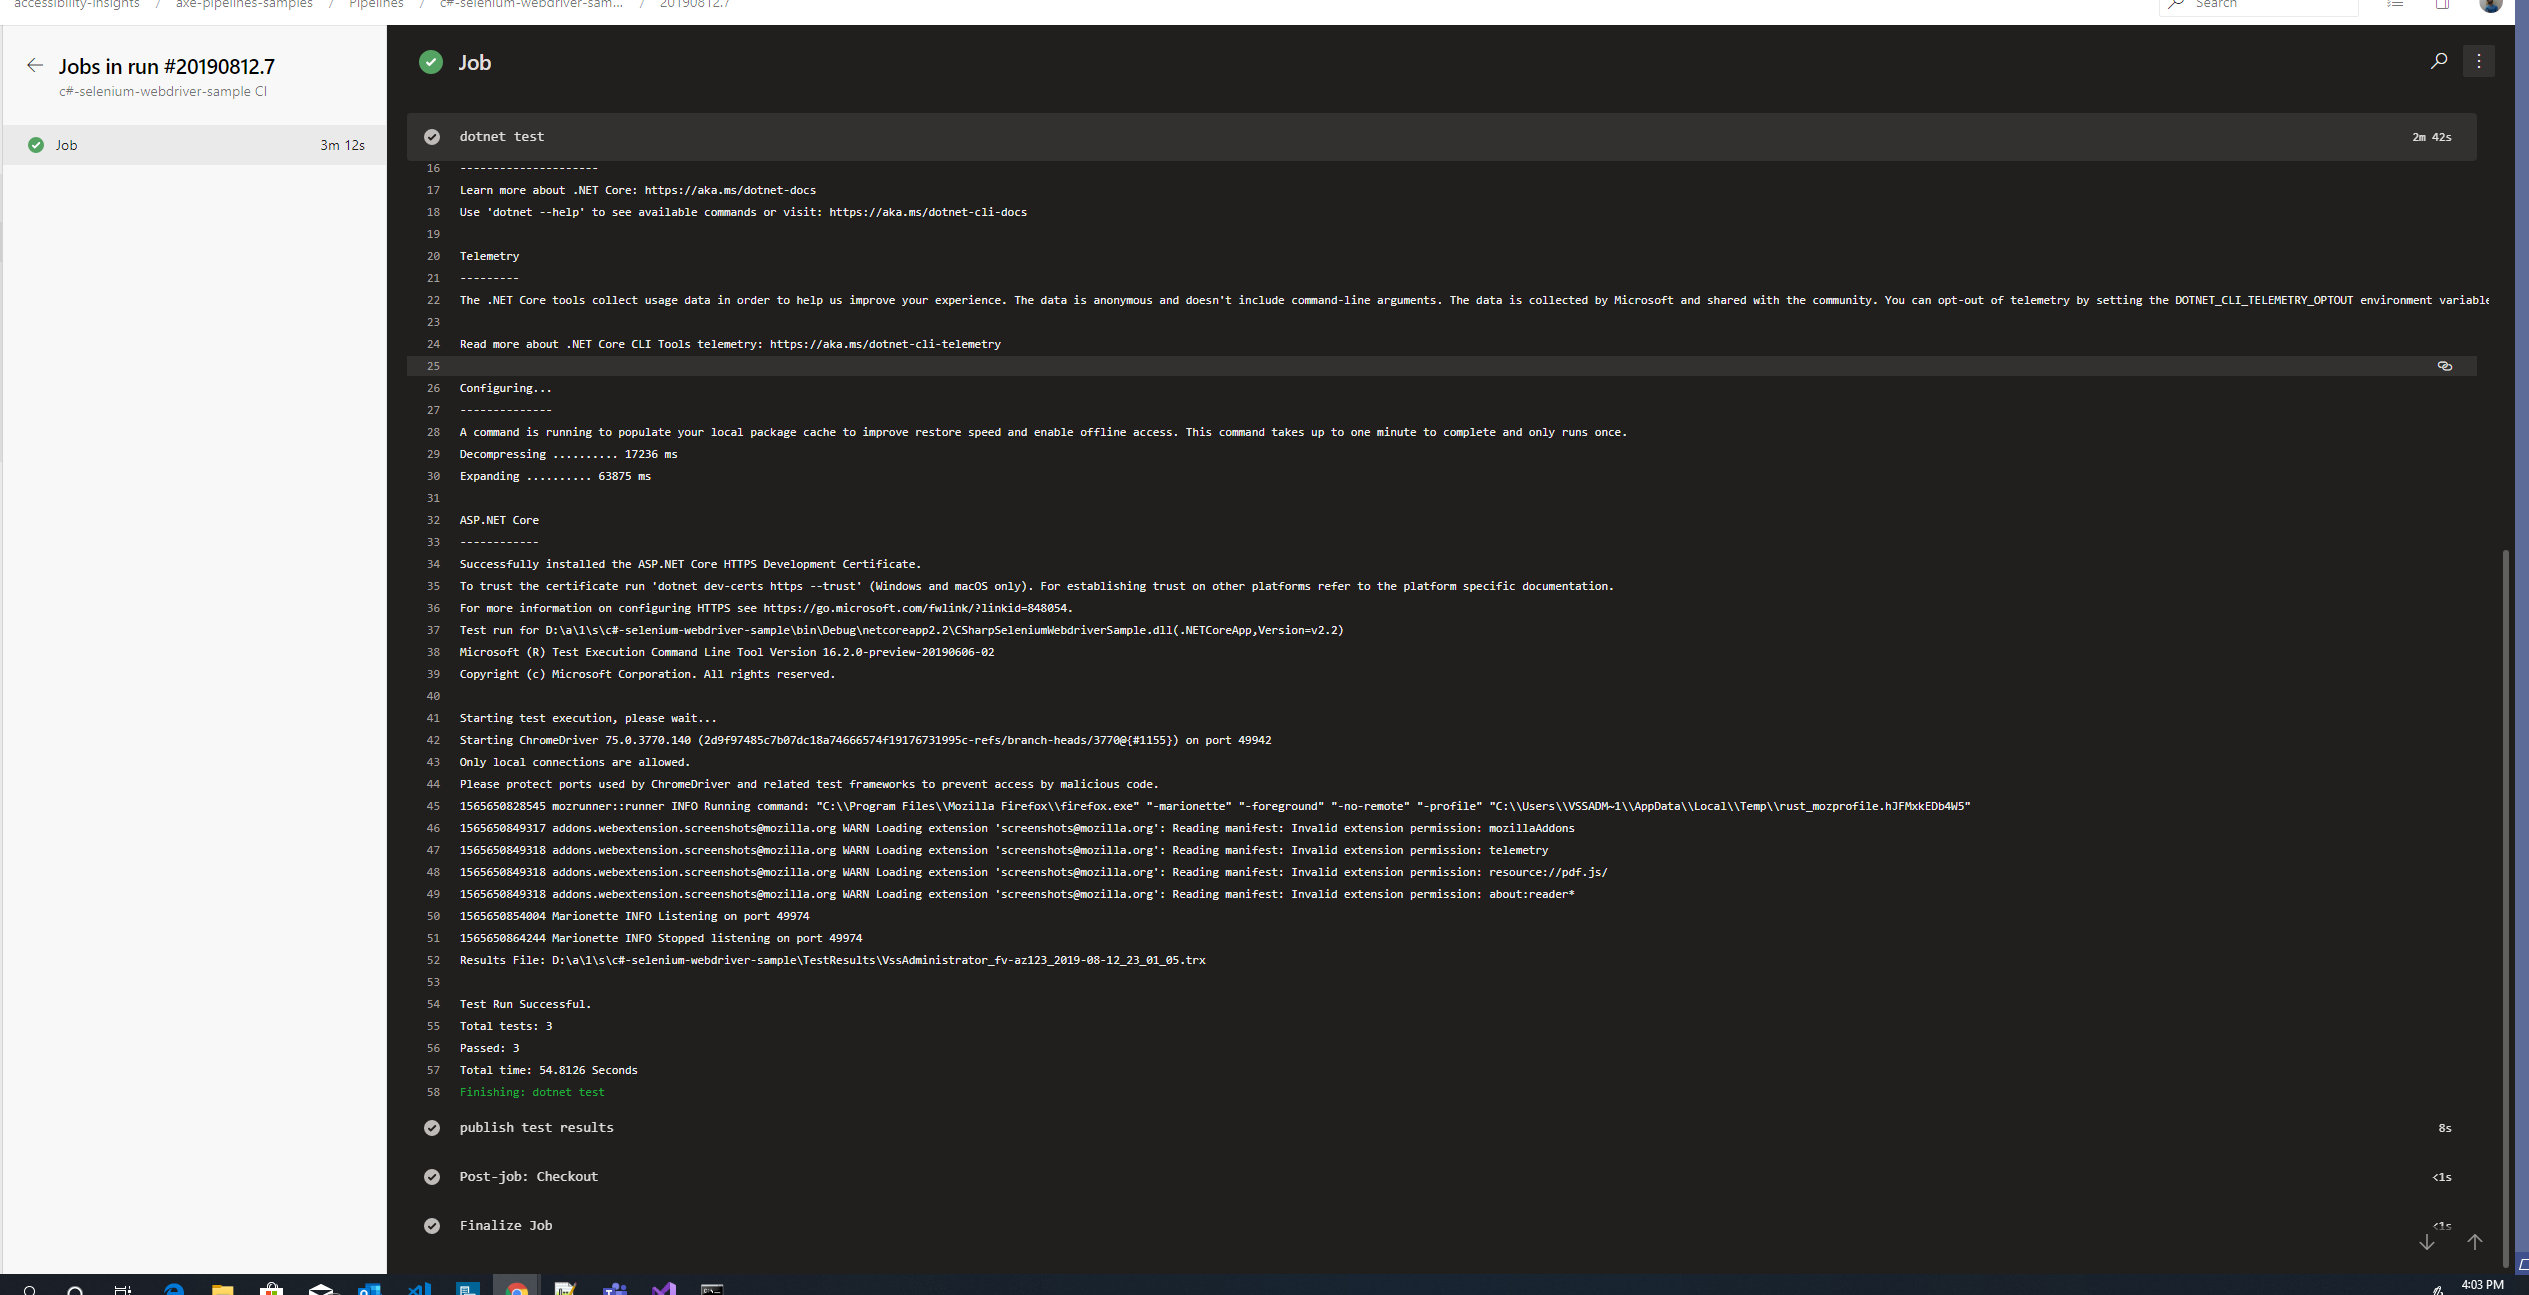 accessibility-insights / axe-pipelines-samples / Pipelines / c#-selenium-webdriver-sam... / 20190812.7
Search
Jobs in run #20190812.7
c#-selenium-webdriver-sample CI
Job 3m 12s
Job
dotnet test 2m 42s
16 ---------------------
17 Learn more about .NET Core: https://aka.ms/dotnet-docs
18 Use 'dotnet --help' to see available commands or visit: https://aka.ms/dotnet-cli-docs
19
20 Telemetry
21 ---------
22 The .NET Core tools collect usage data in order to help us improve your experience. The data is anonymous and doesn't include command-line arguments. The data is collected by Microsoft and shared with the community. You can opt-out of telemetry by setting the DOTNET_CLI_TELEMETRY_OPTOUT environment variable
23
24 Read more about .NET Core CLI Tools telemetry: https://aka.ms/dotnet-cli-telemetry
25
26 Configuring...
27 --------------
28 A command is running to populate your local package cache to improve restore speed and enable offline access. This command takes up to one minute to complete and only runs once.
29 Decompressing .......... 17236 ms
30 Expanding .......... 63875 ms
31
32 ASP.NET Core
33 ------------
34 Successfully installed the ASP.NET Core HTTPS Development Certificate.
35 To trust the certificate run 'dotnet dev-certs https --trust' (Windows and macOS only). For establishing trust on other platforms refer to the platform specific documentation.
36 For more information on configuring HTTPS see https://go.microsoft.com/fwlink/?linkid=848054.
37 Test run for D:\a\1\s\c#-selenium-webdriver-sample\bin\Debug\netcoreapp2.2\CSharpSeleniumWebdriverSample.dll(.NETCoreApp,Version=v2.2)
38 Microsoft (R) Test Execution Command Line Tool Version 16.2.0-preview-20190606-02
39 Copyright (c) Microsoft Corporation. All rights reserved.
40
41 Starting test execution, please wait...
42 Starting ChromeDriver 75.0.3770.140 (2d9f97485c7b07dc18a74666574f19176731995c-refs/branch-heads/3770@{#1155}) on port 49942
43 Only local connections are allowed.
44 Please protect ports used by ChromeDriver and related test frameworks to prevent access by malicious code.
45 1565650828545 mozrunner::runner INFO Running command: "C:\\Program Files\\Mozilla Firefox\\firefox.exe" "-marionette" "-foreground" "-no-remote" "-profile" "C:\\Users\\VSSADM~1\\AppData\\Local\\Temp\\rust_mozprofile.hJFMxkEDb4W5"
46 1565650849317 addons.webextension.screenshots@mozilla.org WARN Loading extension 'screenshots@mozilla.org': Reading manifest: Invalid extension permission: mozillaAddons
47 1565650849318 addons.webextension.screenshots@mozilla.org WARN Loading extension 'screenshots@mozilla.org': Reading manifest: Invalid extension permission: telemetry
48 1565650849318 addons.webextension.screenshots@mozilla.org WARN Loading extension 'screenshots@mozilla.org': Reading manifest: Invalid extension permission: resource://pdf.js/
49 1565650849318 addons.webextension.screenshots@mozilla.org WARN Loading extension 'screenshots@mozilla.org': Reading manifest: Invalid extension permission: about:reader*
50 1565650854004 Marionette INFO Listening on port 49974
51 1565650864244 Marionette INFO Stopped listening on port 49974
52 Results File: D:\a\1\s\c#-selenium-webdriver-sample\TestResults\VssAdministrator_fv-az123_2019-08-12_23_01_05.trx
53
54 Test Run Successful.
55 Total tests: 3
56 Passed: 3
57 Total time: 54.8126 Seconds
58 Finishing: dotnet test
publish test results 8s
Post-job: Checkout <1s
Finalize Job <1s
4:03 PM